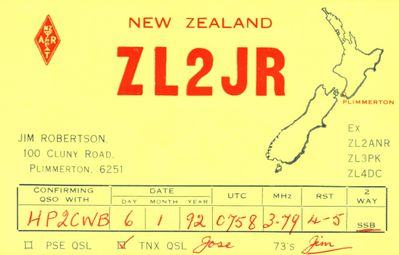 NEW ZEALAND
ZL2JR
PLIMMERTON
JIM ROBERTSON,
100 CLUNY ROAD,
PLIMMERTON, 6251
Ex
ZL2ANR
ZL3PK
ZL4DC
CONFIRMING QSO WITH DATE DAY MONTH YEAR UTC MHz RST 2 WAY
HP2CWB 6 1 92 0758 3.79 4-5 SSB
PSE QSL TNX QSL Jose 73's Jim